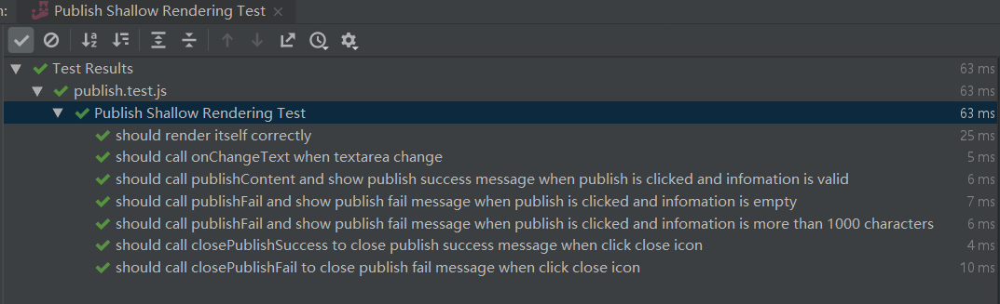 n: Publish Shallow Rendering Test
Test Results 63 ms
publish.test.js 63 ms
Publish Shallow Rendering Test 63 ms
should render itself correctly 25 ms
should call onChangeText when textarea change 5 ms
should call publishContent and show publish success message when publish is clicked and infomation is valid 6 ms
should call publishFail and show publish fail message when publish is clicked and infomation is empty 7 ms
should call publishFail and show publish fail message when publish is clicked and infomation is more than 1000 characters 6 ms
should call closePublishSuccess to close publish success message when click close icon 4 ms
should call closePublishFail to close publish fail message when click close icon 10 ms